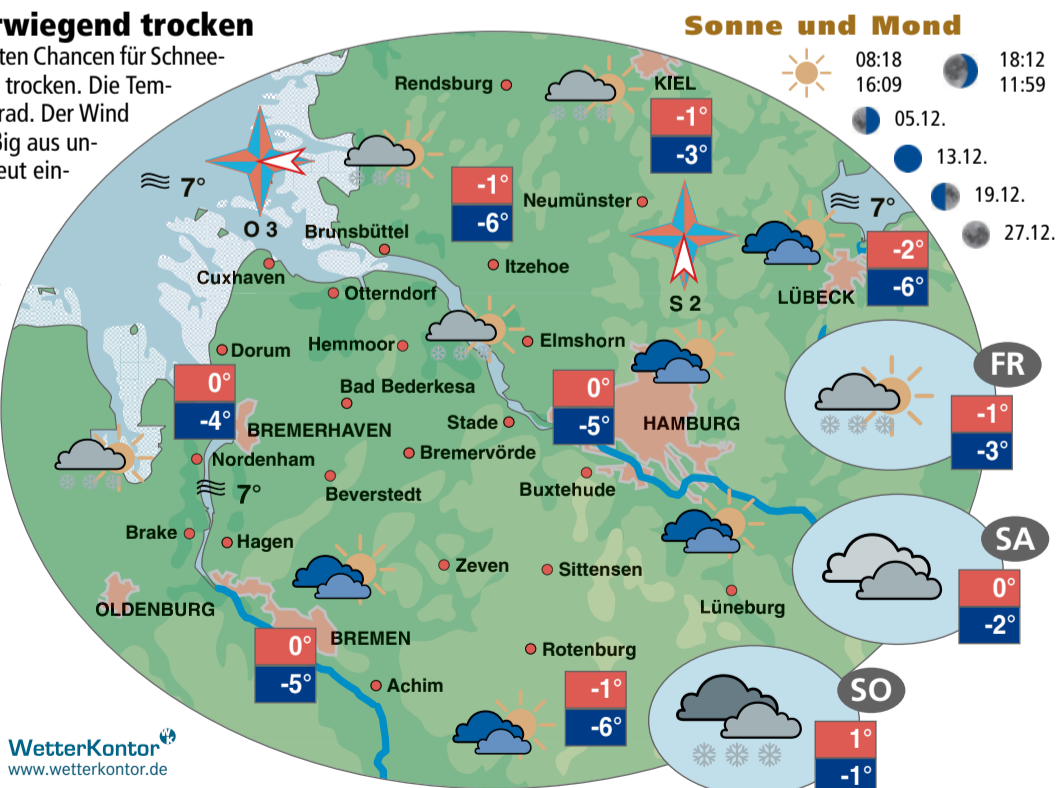 rwiegend trocken
ten Chancen für Schnee-
trocken. Die Tem-
rad. Der Wind
ßig aus un-
eut ein-
Sonne und Mond
08:18
16:09
18:12
11:59
05.12.
13.12.
19.12.
27.12.
Rendsburg
KIEL
-1°
-3°
7°
O 3
-1°
-6°
Neumünster
7°
Brunsbüttel
Itzehoe
S 2
-2°
-6°
LÜBECK
Cuxhaven
Otterndorf
Hemmoor
Elmshorn
Dorum
FR
-1°
-3°
0°
-4°
Bad Bederkesa
0°
-5°
HAMBURG
BREMERHAVEN
Stade
Nordenham
Bremervörde
7°
Beverstedt
Buxtehude
Brake
Hagen
SA
0°
-2°
Zeven
Sittensen
Lüneburg
OLDENBURG
BREMEN
0°
-5°
Rotenburg
Achim
-1°
-6°
SO
1°
-1°
WetterKontor
WK
www.wetterkontor.de